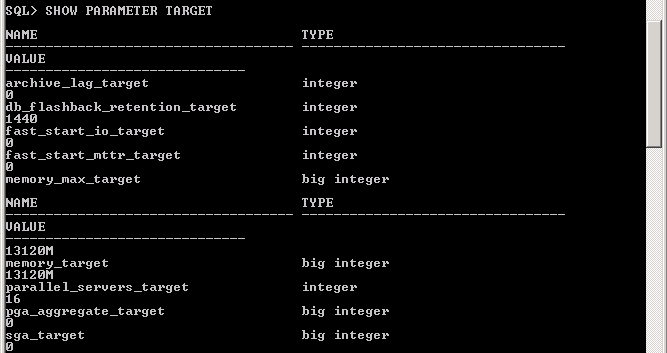 SQL> SHOW PARAMETER TARGET
NAME TYPE
------------------------------------ --------------------------------
VALUE
------------------------------
archive_lag_target integer
0
db_flashback_retention_target integer
1440
fast_start_io_target integer
0
fast_start_mttr_target integer
0
memory_max_target big integer
NAME TYPE
------------------------------------ --------------------------------
VALUE
------------------------------
13120M
memory_target big integer
13120M
parallel_servers_target integer
16
pga_aggregate_target big integer
0
sga_target big integer
0